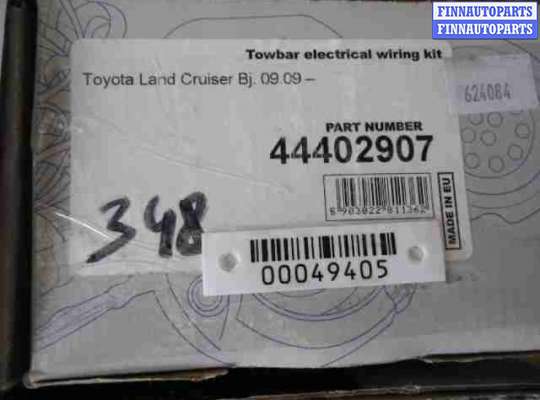 FINNAUTOPARTS
FINNAUTOPARTS
FINNAUTOPARTS
Towbar electrical wiring kit
Toyota Land Cruiser Bj. 09.09 –
624084
PART NUMBER
44402907
MADE IN EU
348
00049405